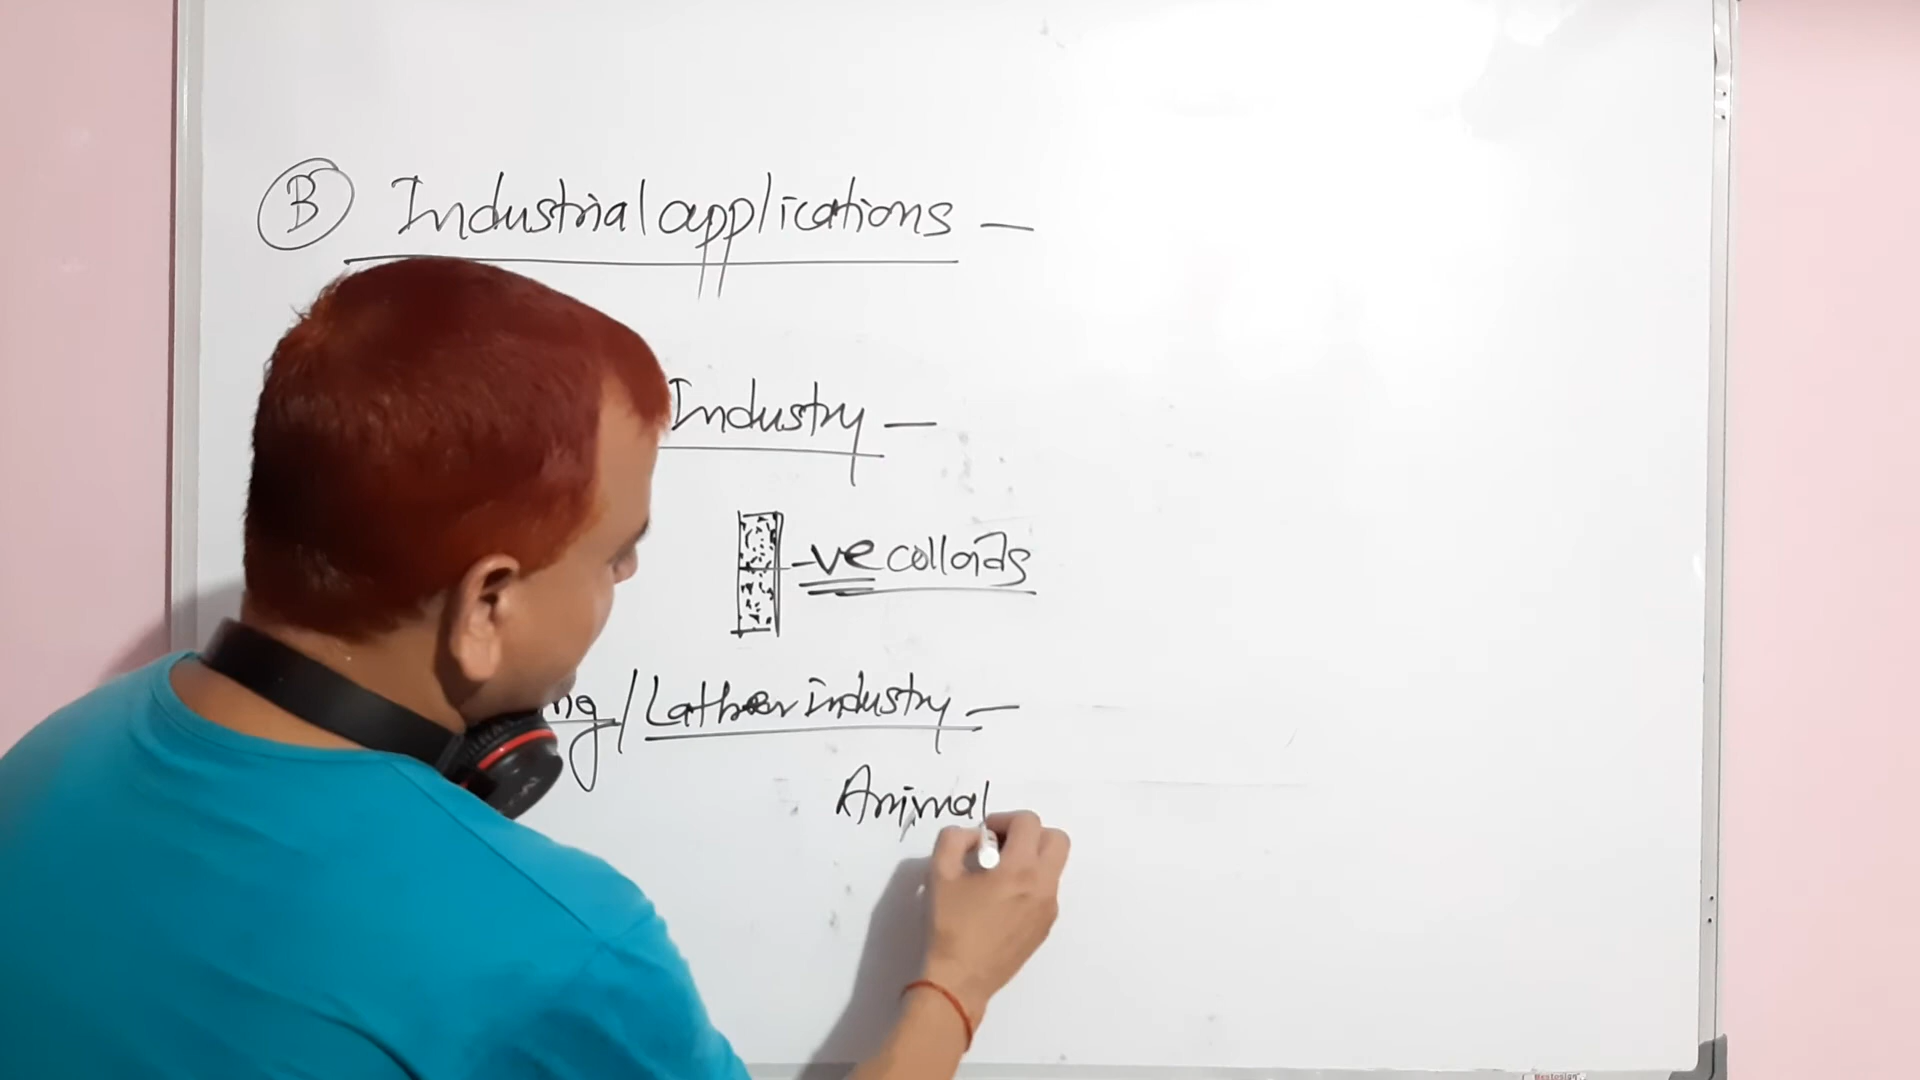 B Industrial applications —
Industry —
-ve colloids
ng / Lather industry —
Animal